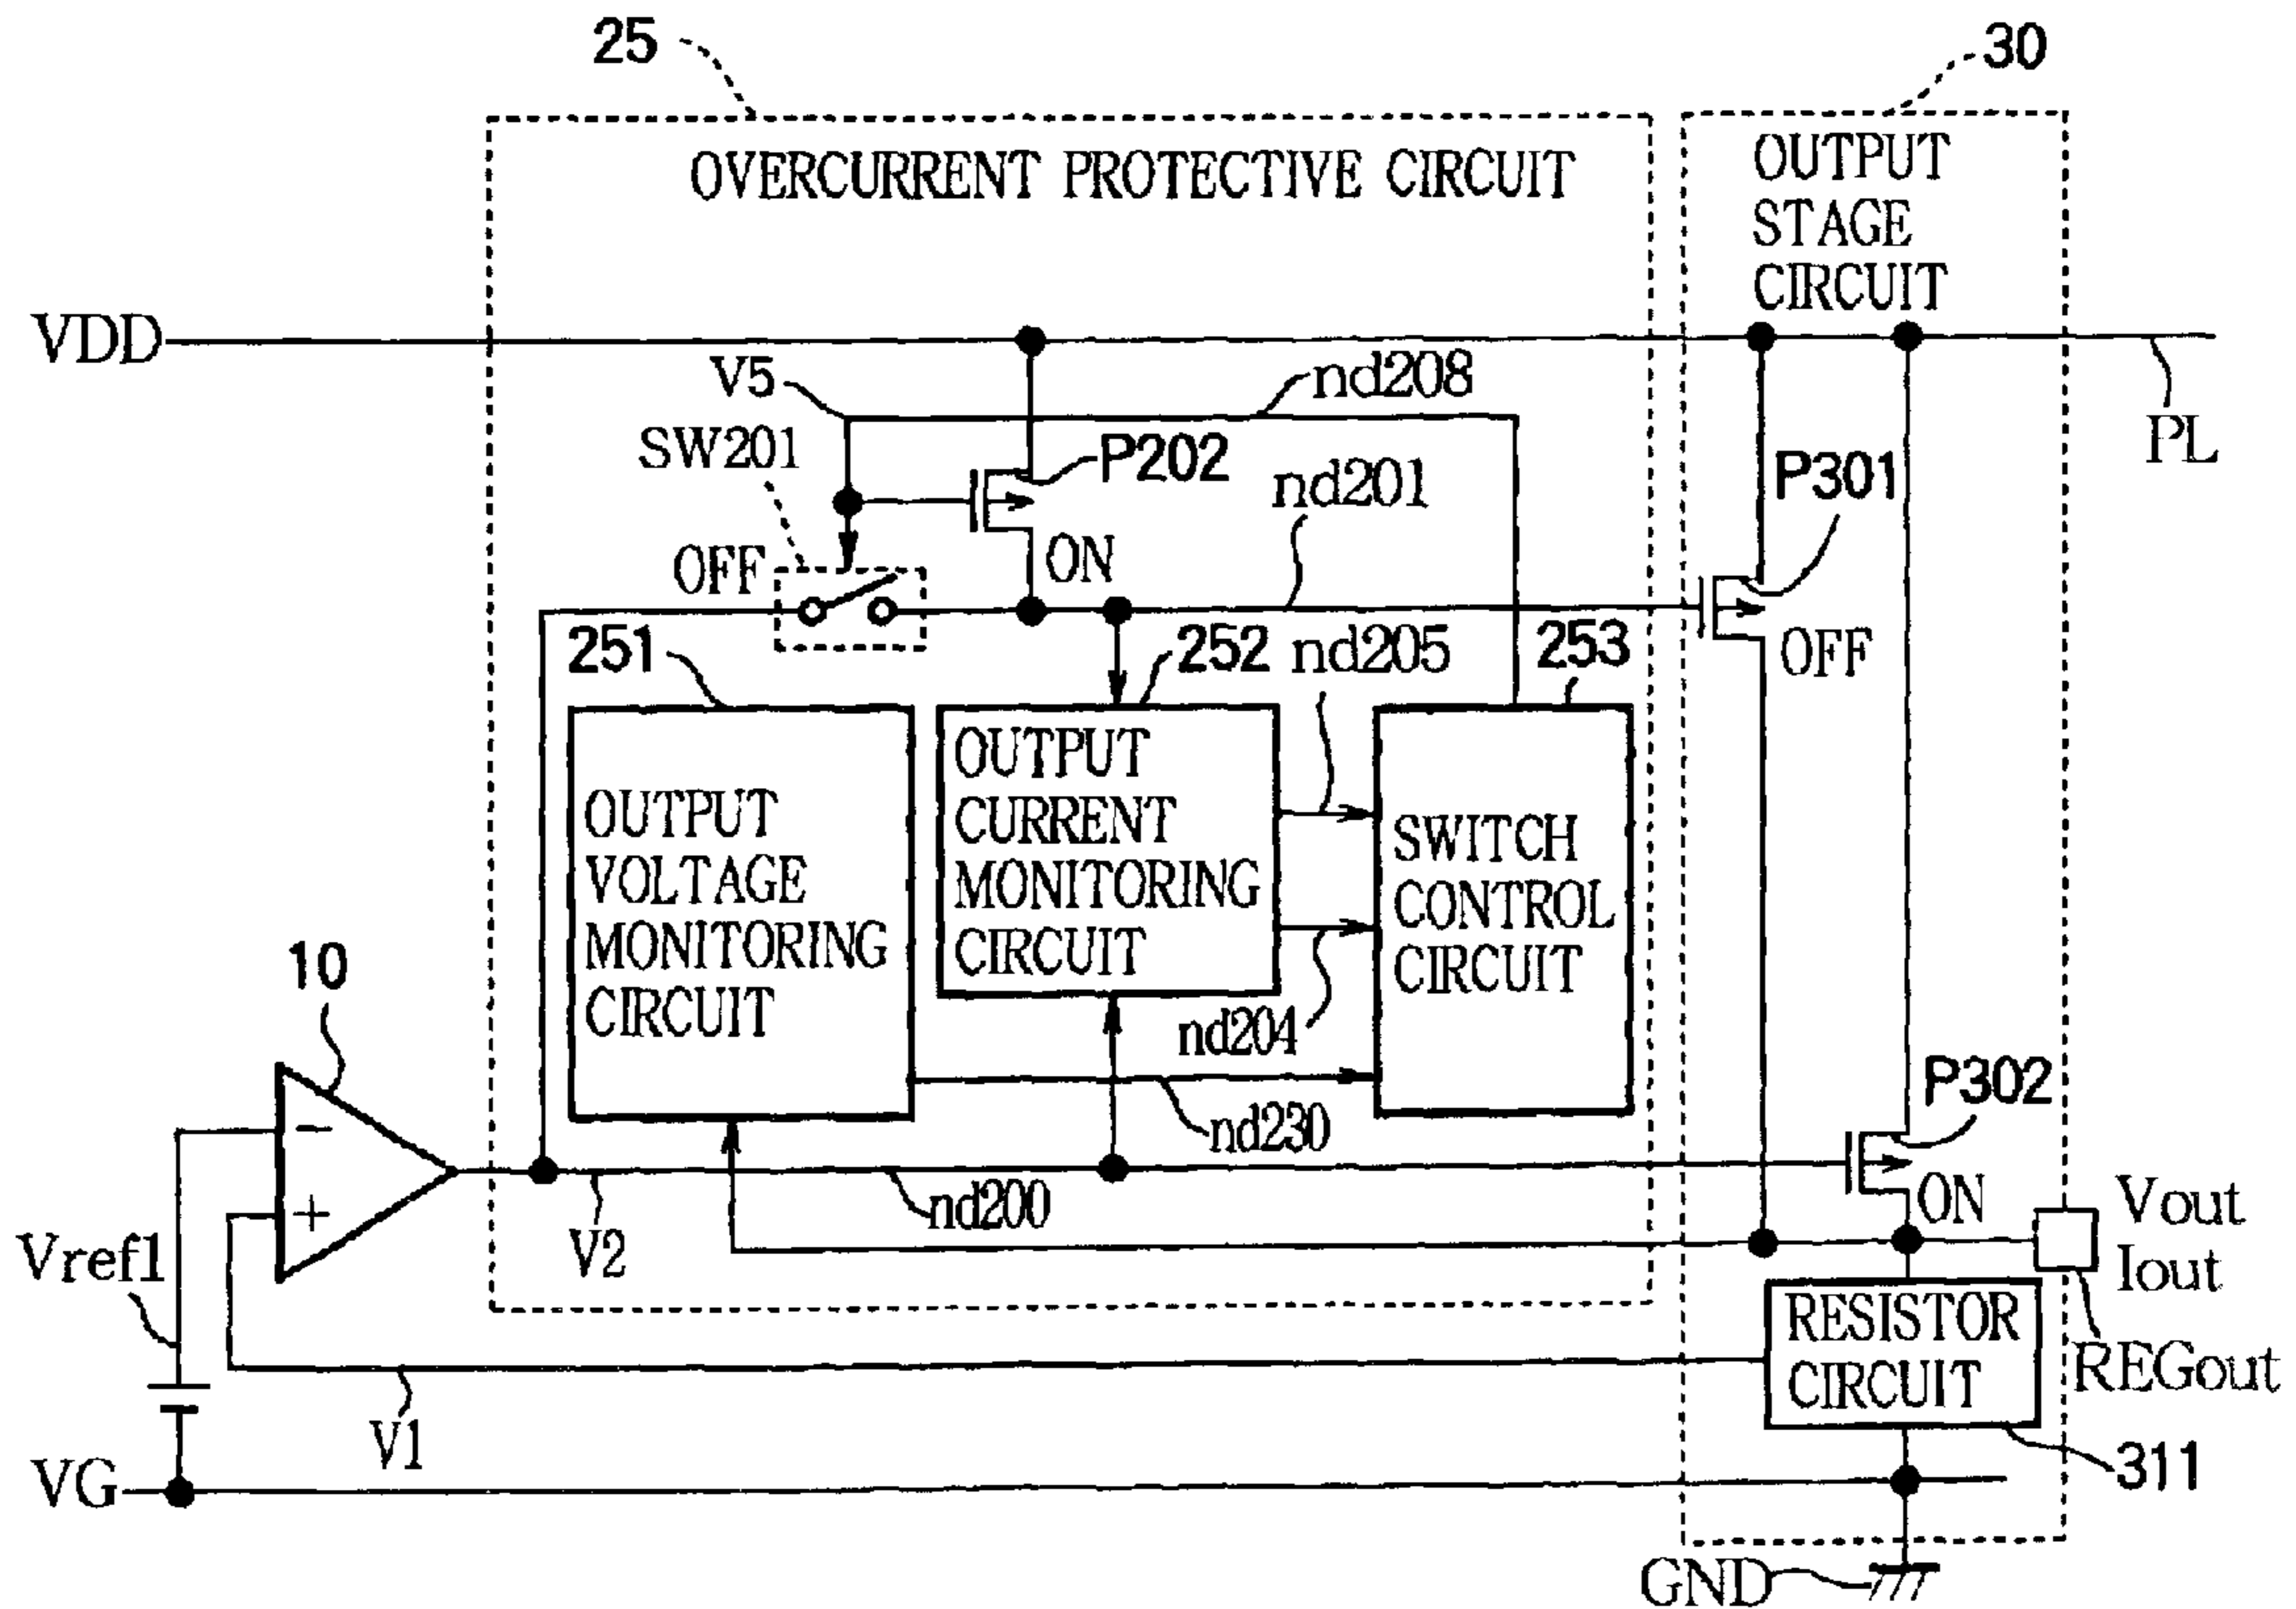 25
30
OVERCURRENT PROTECTIVE CIRCUIT
OUTPUT
STAGE
CIRCUIT
VDD
V5
nd208
PL
SW201
P202
nd201
P301
OFF
ON
OFF
251
252
nd205
253
OUTPUT
VOLTAGE
MONITORING
CIRCUIT
OUTPUT
CURRENT
MONITORING
CIRCUIT
SWITCH
CONTROL
CIRCUIT
10
nd204
nd230
P302
−
+
nd200
V2
ON
Vout
Iout
Vref1
RESISTOR
CIRCUIT
REGout
V1
VG
311
GND